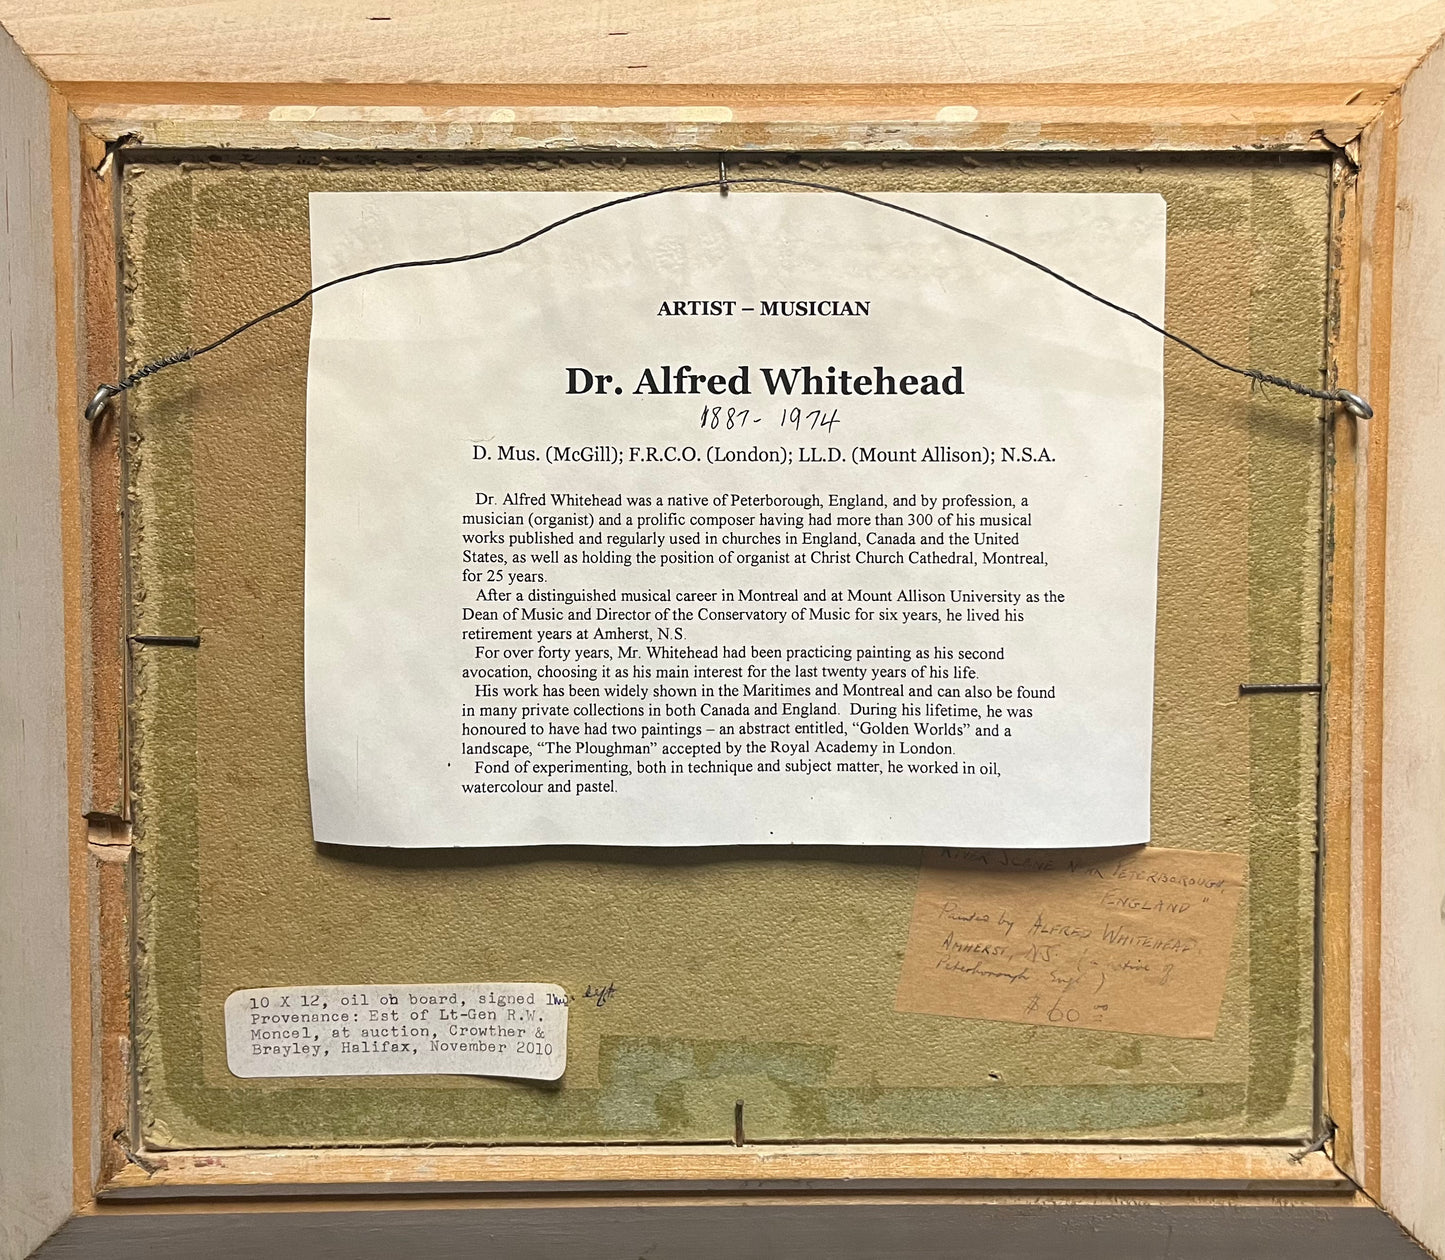 ARTIST – MUSICIAN
Dr. Alfred Whitehead
1887- 1974
D. Mus. (McGill); F.R.C.O. (London); LL.D. (Mount Allison); N.S.A.
Dr. Alfred Whitehead was a native of Peterborough, England, and by profession, a
musician (organist) and a prolific composer having had more than 300 of his musical
works published and regularly used in churches in England, Canada and the United
States, as well as holding the position of organist at Christ Church Cathedral, Montreal,
for 25 years.
After a distinguished musical career in Montreal and at Mount Allison University as the
Dean of Music and Director of the Conservatory of Music for six years, he lived his
retirement years at Amherst, N.S.
For over forty years, Mr. Whitehead had been practicing painting as his second
avocation, choosing it as his main interest for the last twenty years of his life.
His work has been widely shown in the Maritimes and Montreal and can also be found
in many private collections in both Canada and England. During his lifetime, he was
honoured to have had two paintings – an abstract entitled, “Golden Worlds” and a
landscape, “The Ploughman” accepted by the Royal Academy in London.
Fond of experimenting, both in technique and subject matter, he worked in oil,
watercolour and pastel.
RIVER SCENE NEAR PETERBOROUGH,
ENGLAND"
Painted by ALFRED WHITEHEAD
AMHERST, N.S. (a native of
Peterborough Engl)
$60.00
10 X 12, oil on board, signed left
Provenance: Est of Lt-Gen R.W.
Moncel, at auction, Crowther &
Brayley, Halifax, November 2010